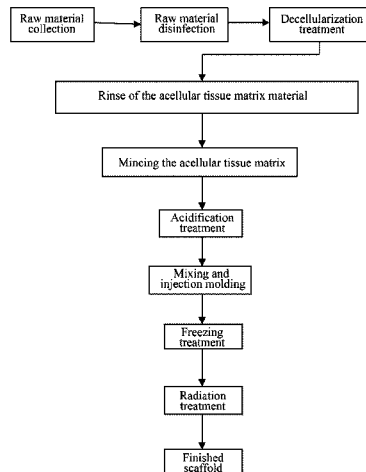 Raw material
collection
Raw material
disinfection
Decellularization
treatment
Rinse of the acellular tissue matrix material
Mincing the acellular tissue matrix
Acidification
treatment
Mixing and
injection molding
Freezing
treatment
Radiation
treatment
Finished
scaffold